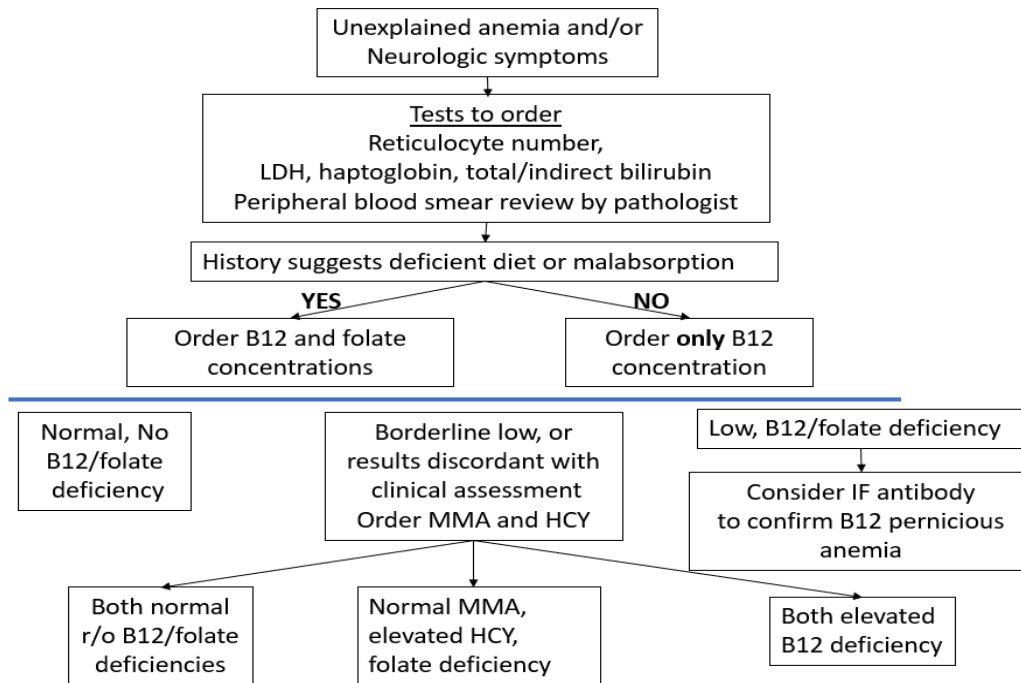 Unexplained anemia and/or
Neurologic symptoms
Tests to order
Reticulocyte number,
LDH, haptoglobin, total/indirect bilirubin
Peripheral blood smear review by pathologist
History suggests deficient diet or malabsorption
YES
NO
Order B12 and folate
concentrations
Order only B12
concentration
Normal, No
B12/folate
deficiency
Borderline low, or
results discordant with
clinical assessment
Order MMA and HCY
Low, B12/folate deficiency
Consider IF antibody
to confirm B12 pernicious
anemia
Both normal
r/o B12/folate
deficiencies
Normal MMA,
elevated HCY,
folate deficiency
Both elevated
B12 deficiency